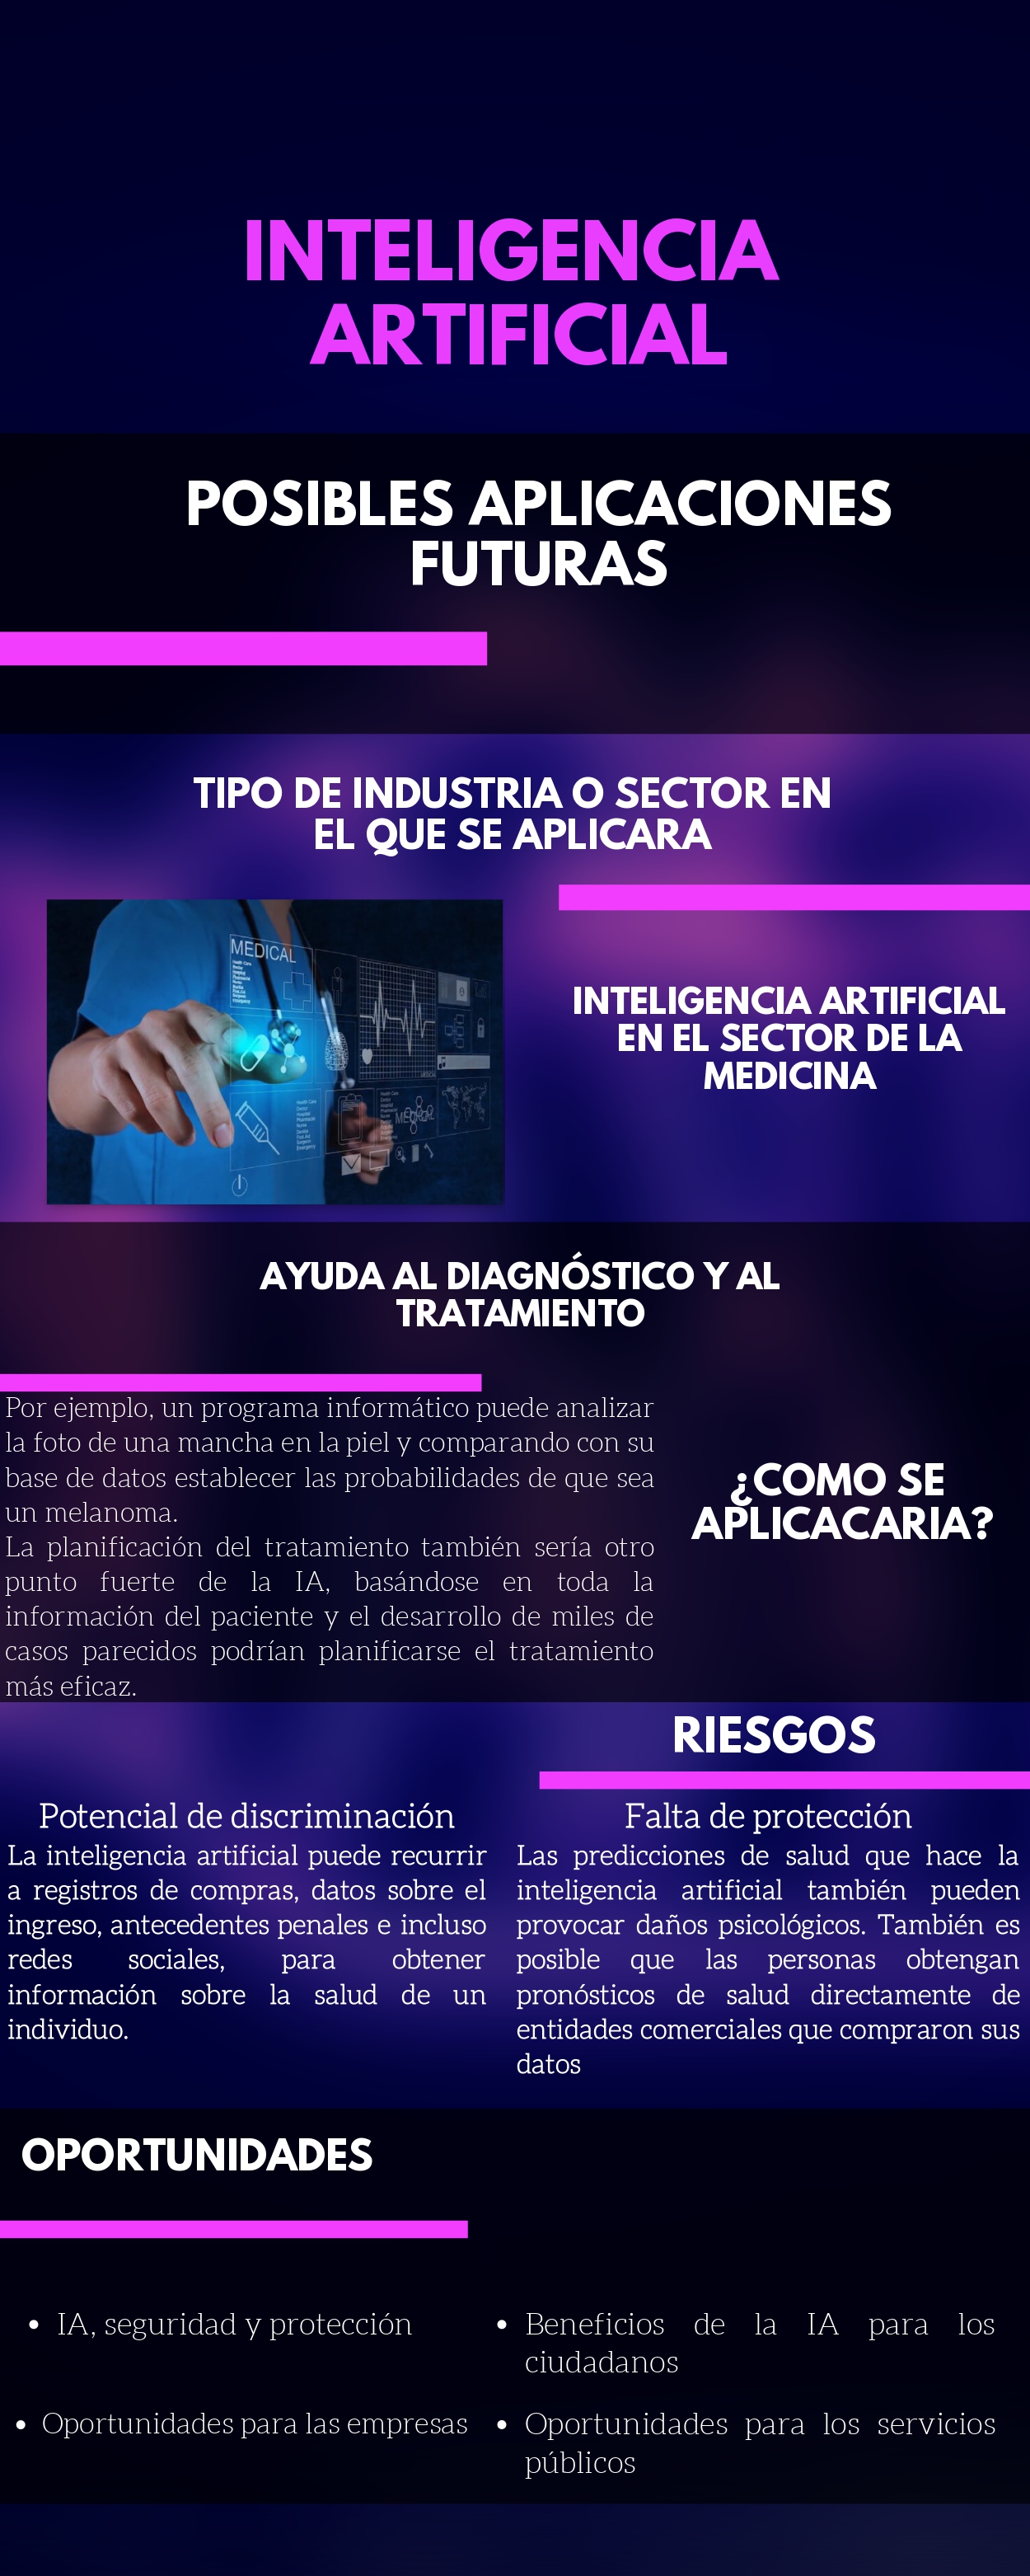 INTELIGENCIA
ARTIFICIAL
POSIBLES APLICACIONES
FUTURAS
TIPO DE INDUSTRIA O SECTOR EN
EL QUE SE APLICARA
MEDICAL
INTELIGENCIA ARTIFICIAL
EN EL SECTOR DE LA
MEDICINA
AYUDA AL DIAGNÓSTICO Y AL
TRATAMIENTO
Por ejemplo, un programa informático puede analizar
la foto de una mancha en la piel y comparando con su
base de datos establecer las probabilidades de que sea
un melanoma.
La planificación del tratamiento también sería otro
punto fuerte de la IA, basándose en toda la
información del paciente y el desarrollo de miles de
casos parecidos podrían planificarse el tratamiento
más eficaz.
¿COMO SE
APLICACARIA?
RIESGOS
Potencial de discriminación
La inteligencia artificial puede recurrir
a registros de compras, datos sobre el
ingreso, antecedentes penales e incluso
redes sociales, para obtener
información sobre la salud de un
individuo.
Falta de protección
Las predicciones de salud que hace la
inteligencia artificial también pueden
provocar daños psicológicos. También es
posible que las personas obtengan
pronósticos de salud directamente de
entidades comerciales que compraron sus
datos
OPORTUNIDADES
• IA, seguridad y protección
• Beneficios de la IA para los
ciudadanos
• Oportunidades para las empresas
• Oportunidades para los servicios
públicos